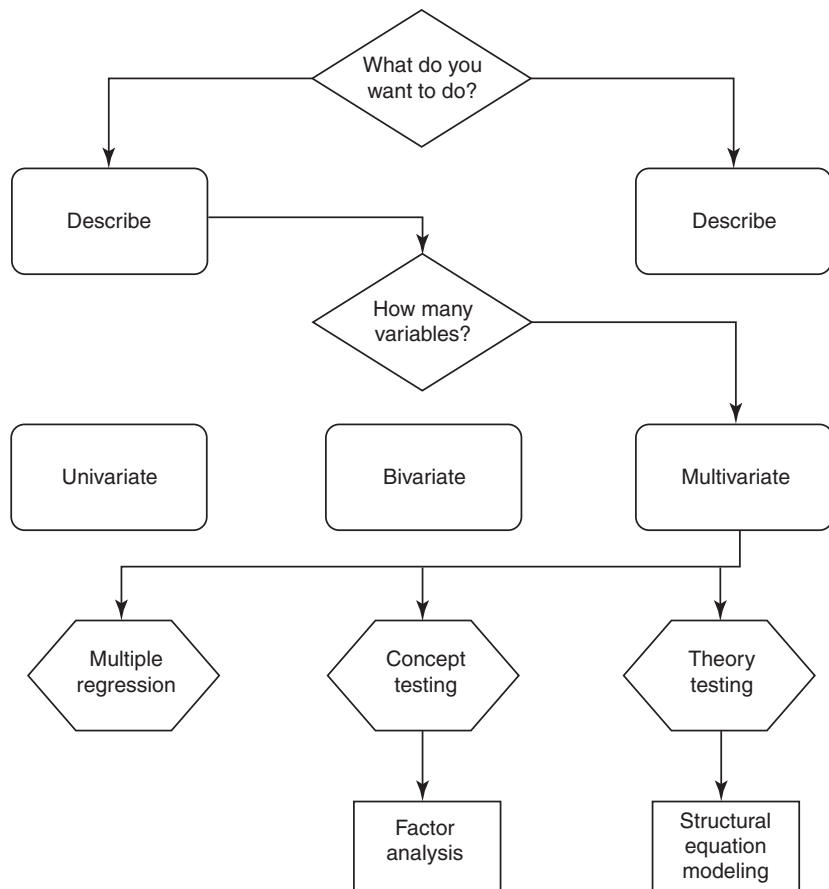 What do you
want to do?
Describe
Describe
How many
variables?
Univariate
Bivariate
Multivariate
Multiple
regression
Concept
testing
Theory
testing
Factor
analysis
Structural
equation
modeling